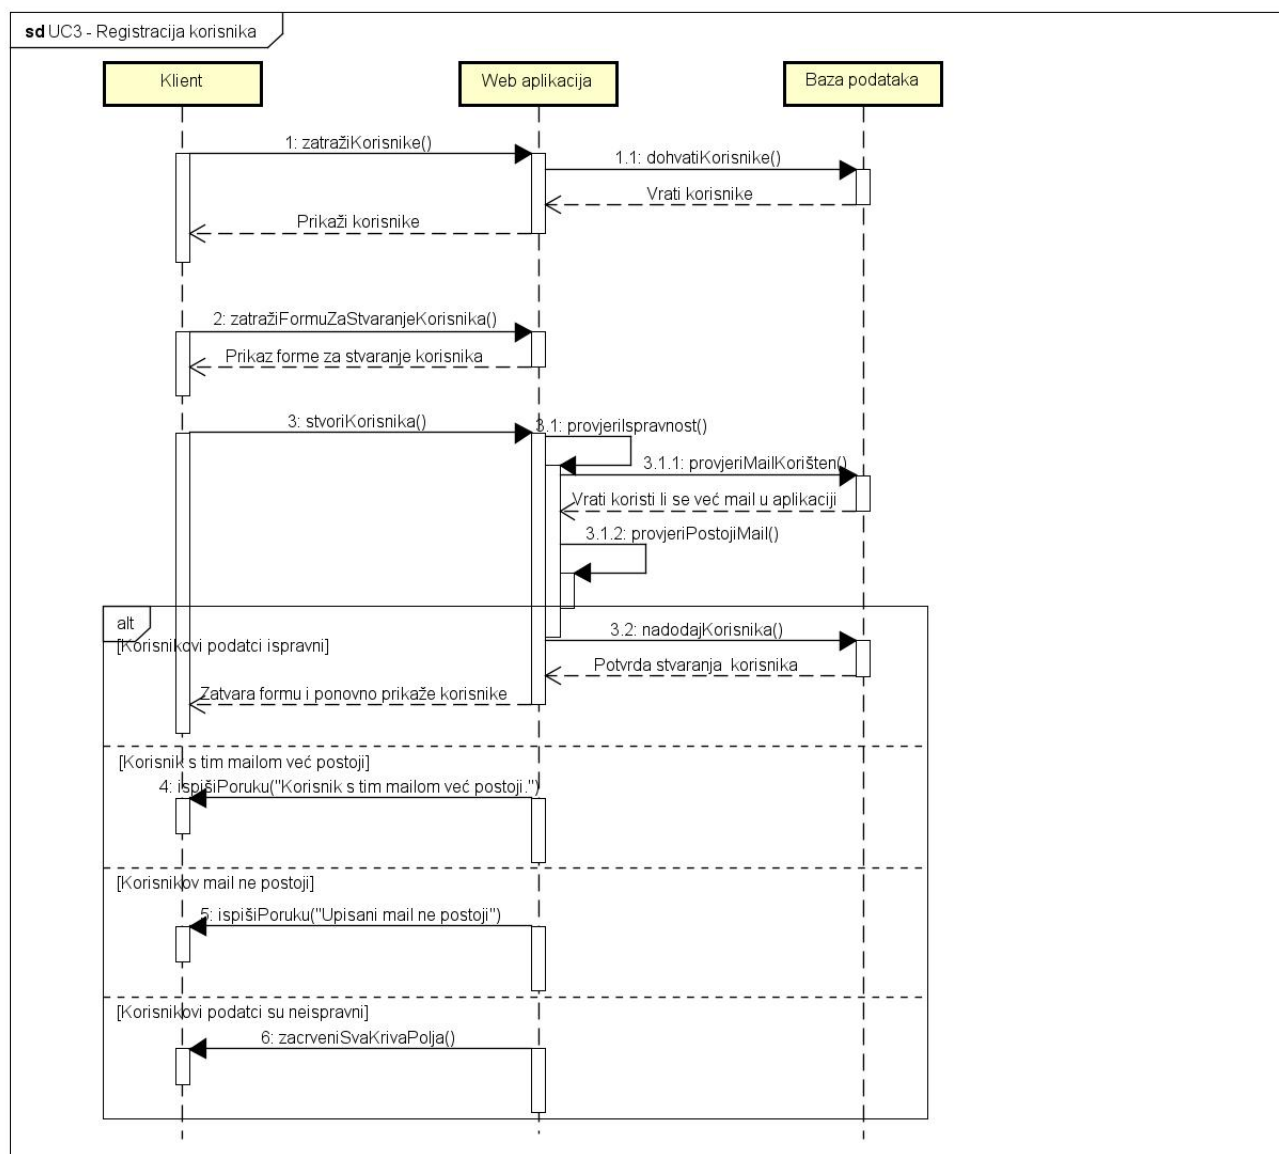 sd UC3 - Registracija korisnika
Klient
Web aplikacija
Baza podataka
1: zatražiKorisnike()
1.1: dohvatiKorisnike()
Vrati korisnike
Prikaži korisnike
2: zatražiFormuZaStvaranjeKorisnika()
Prikaz forme za stvaranje korisnika
3: stvoriKorisnika()
3.1: provjeriIspravnost()
3.1.1: provjeriMailKorišten()
Vrati koristi li se već mail u aplikaciji
3.1.2: provjeriPostojiMail()
alt
3.2: nadodajKorisnika()
[Korisnikovi podatci ispravni]
Potvrda stvaranja korisnika
Zatvara formu i ponovno prikaže korisnike
[Korisnik s tim mailom već postoji]
4: ispišiPoruku("Korisnik s tim mailom već postoji.")
[Korisnikov mail ne postoji]
5: ispišiPoruku("Upisani mail ne postoji")
[Korisnikovi podatci su neispravni]
6: zacrveniSvaKrivaPolja()